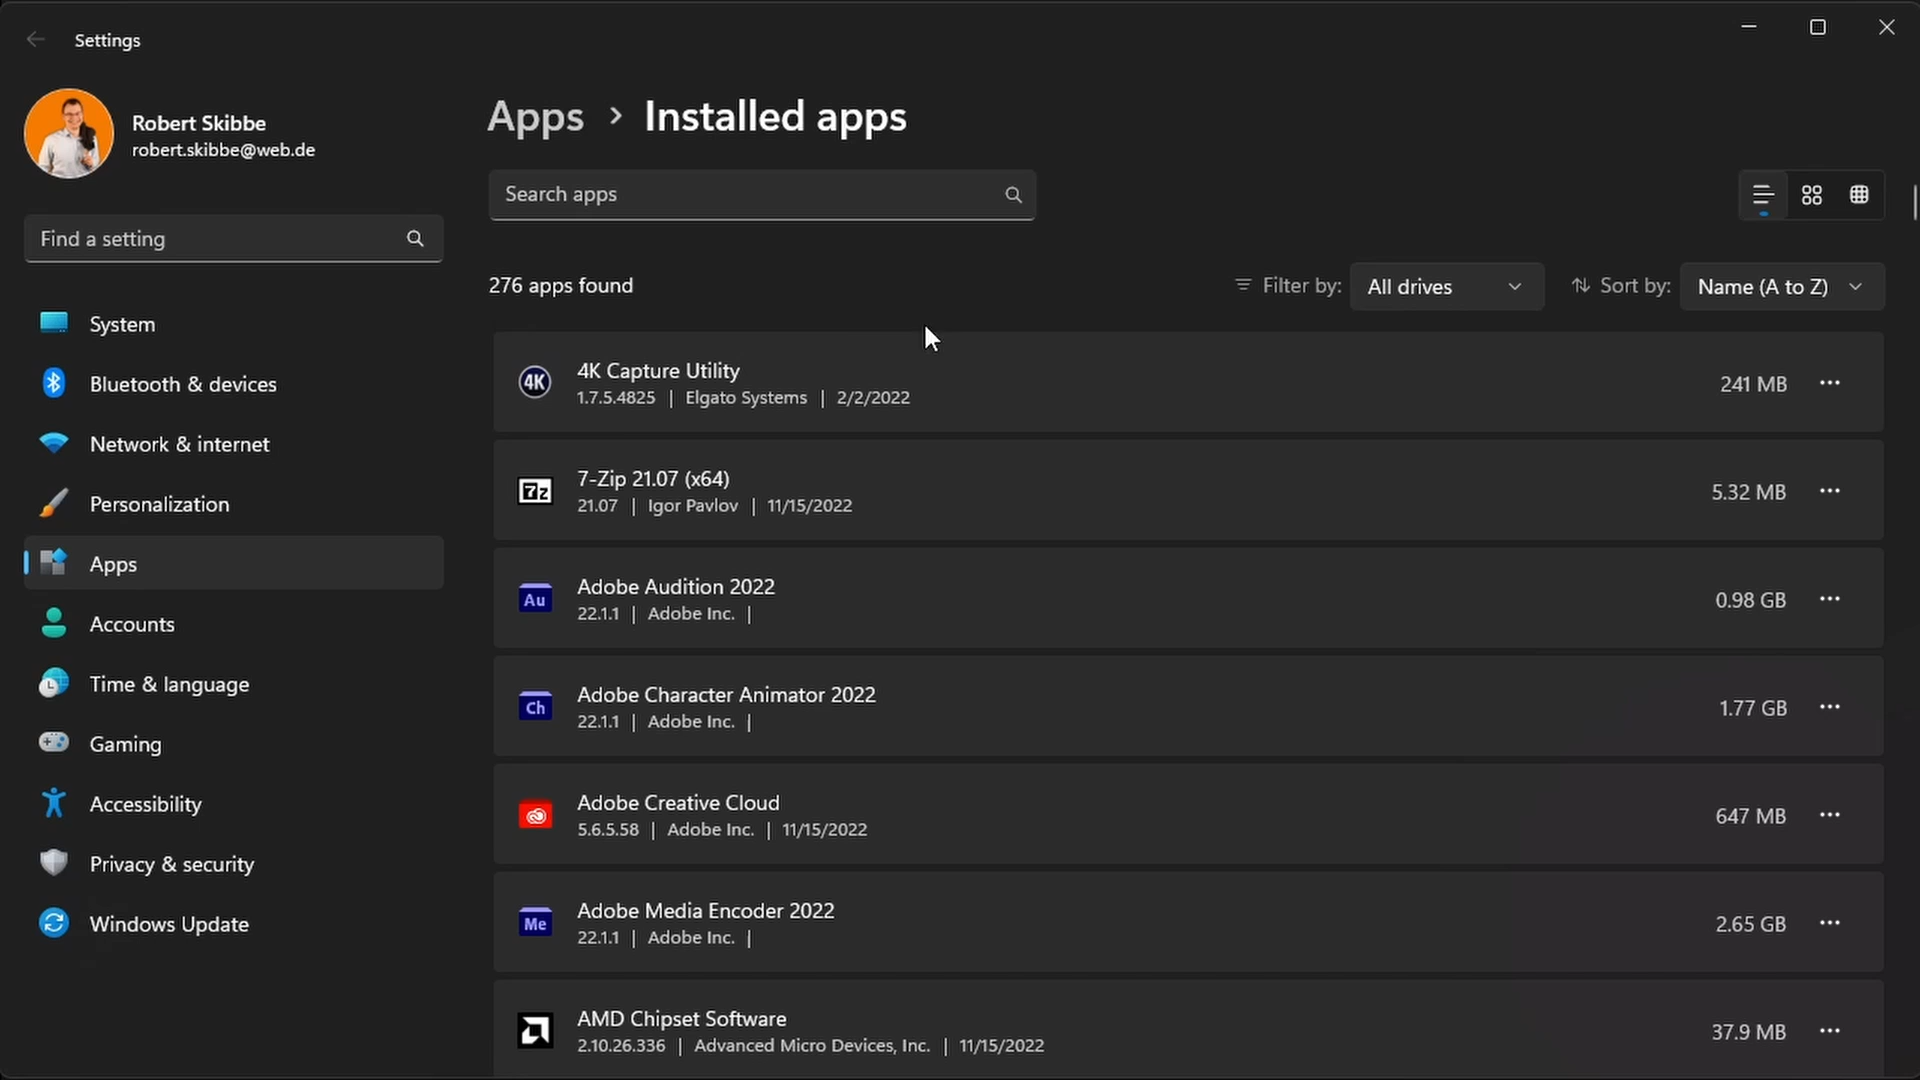 Settings
Robert Skibbe
robert.skibbe@web.de
Find a setting
System
Bluetooth & devices
Network & internet
Personalization
Apps
Accounts
Time & language
Gaming
Accessibility
Privacy & security
Windows Update
Apps > Installed apps
Search apps
276 apps found
Filter by: All drives
Sort by: Name (A to Z)
4K
4K Capture Utility
1.7.5.4825 | Elgato Systems | 2/2/2022
241 MB
7z
7-Zip 21.07 (x64)
21.07 | Igor Pavlov | 11/15/2022
5.32 MB
Au
Adobe Audition 2022
22.1.1 | Adobe Inc. |
0.98 GB
Ch
Adobe Character Animator 2022
22.1.1 | Adobe Inc. |
1.77 GB
Adobe Creative Cloud
5.6.5.58 | Adobe Inc. | 11/15/2022
647 MB
Me
Adobe Media Encoder 2022
22.1.1 | Adobe Inc. |
2.65 GB
AMD Chipset Software
2.10.26.336 | Advanced Micro Devices, Inc. | 11/15/2022
37.9 MB